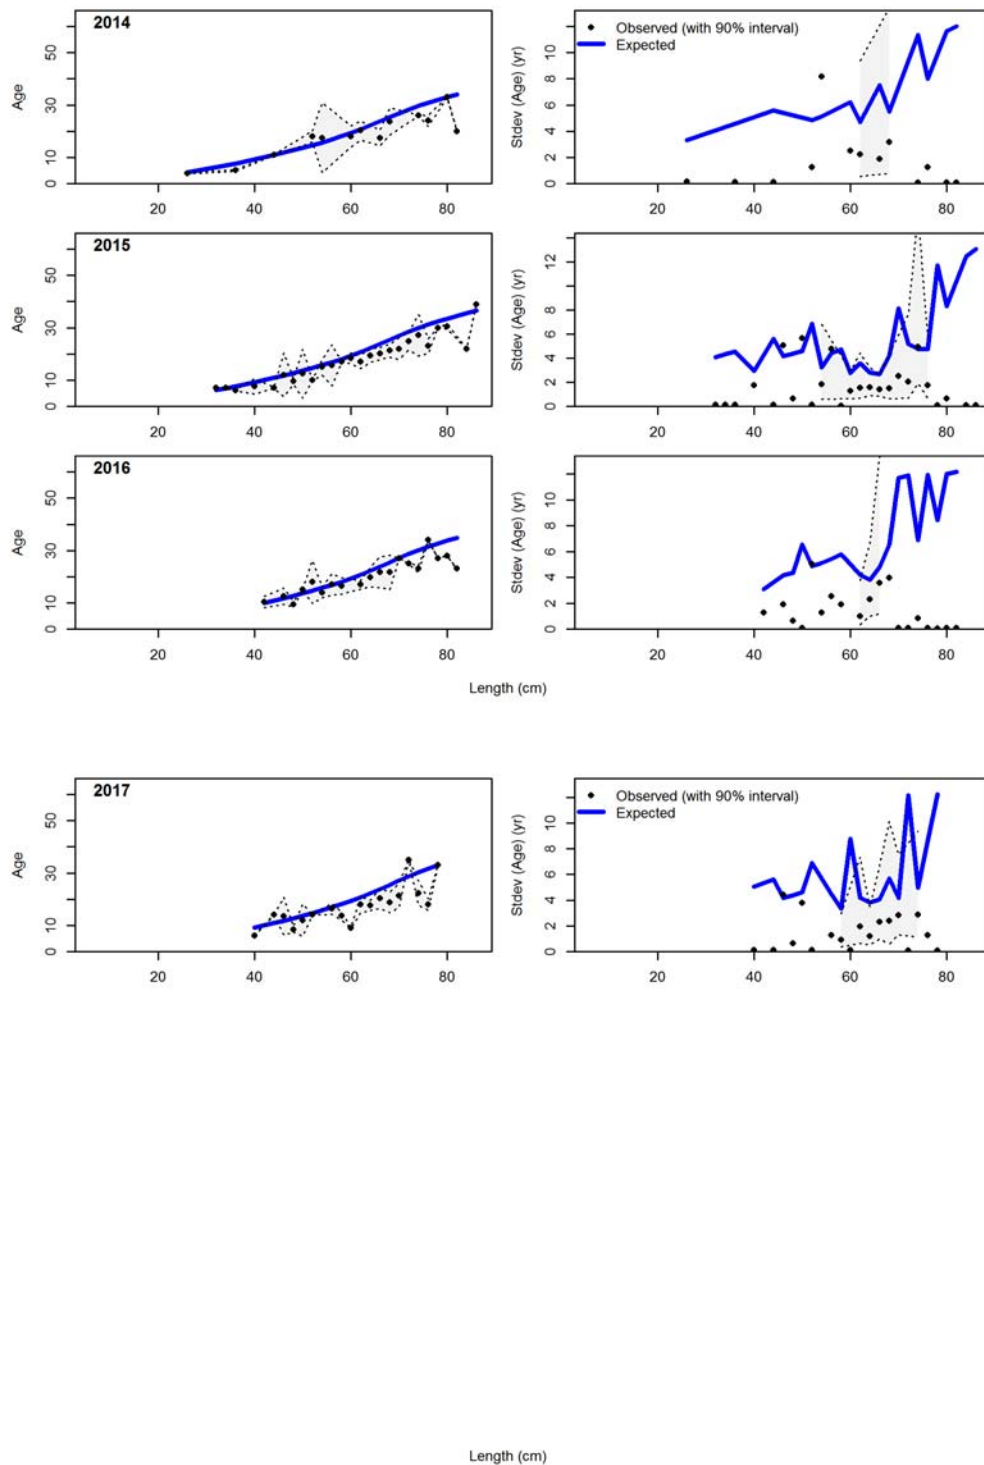 2014
Age
0 10 30 50
20 40 60 80
Stdev (Age) (yr)
0 2 4 6 8 10
Observed (with 90% interval)
Expected
20 40 60 80
2015
Age
0 10 30 50
20 40 60 80
Stdev (Age) (yr)
0 2 4 6 8 12
20 40 60 80
2016
Age
0 10 30 50
20 40 60 80
Stdev (Age) (yr)
0 2 4 6 8 10
20 40 60 80
Length (cm)
2017
Age
0 10 30 50
20 40 60 80
Stdev (Age) (yr)
0 2 4 6 8 10
Observed (with 90% interval)
Expected
20 40 60 80
Length (cm)